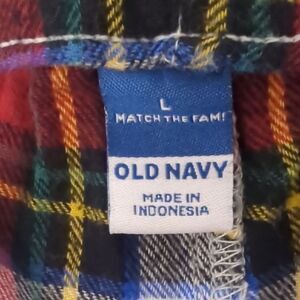 L
MATCH THE FAM!
OLD NAVY
MADE IN
INDONESIA